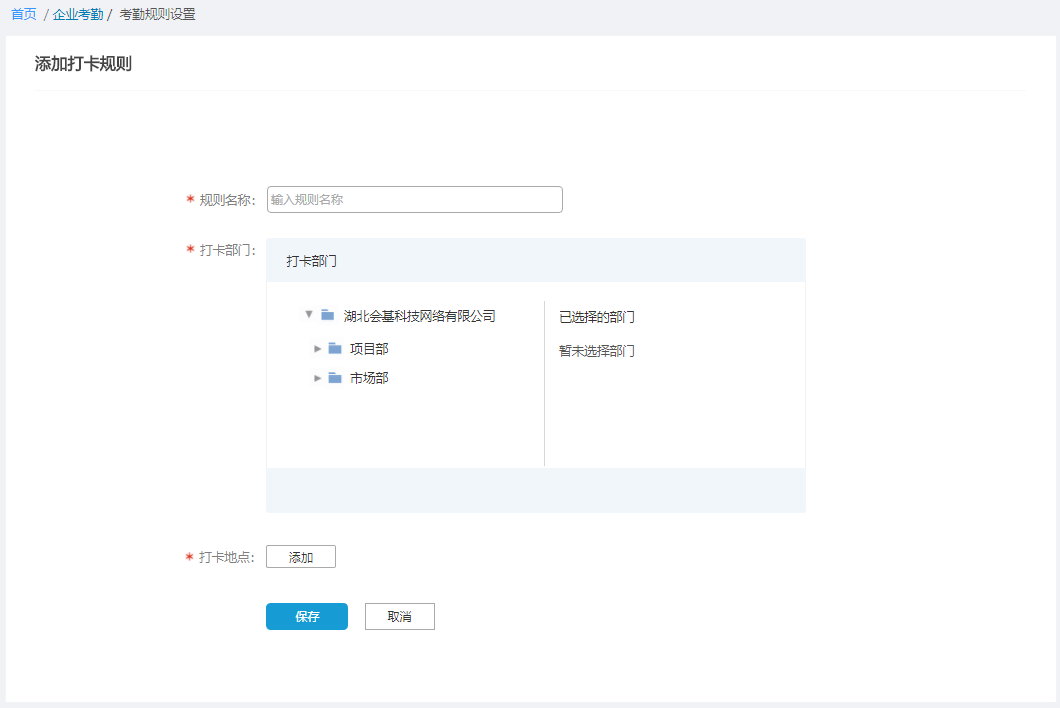 首页 / 企业考勤 / 考勤规则设置
添加打卡规则
* 规则名称: 输入规则名称
* 打卡部门:
打卡部门
湖北会基科技网络有限公司
已选择的部门
项目部
暂未选择部门
市场部
* 打卡地点: 添加
保存 取消